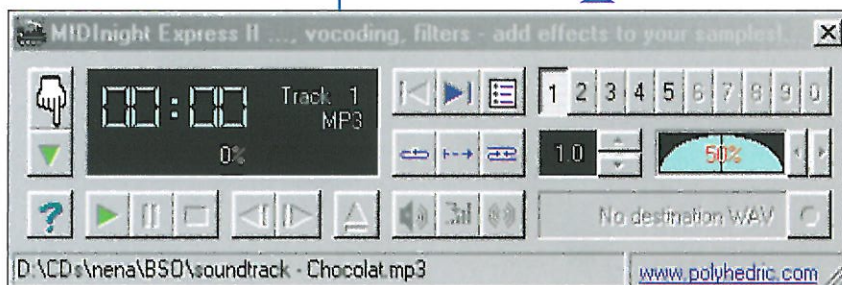 MIDInight Express II ..., vocoding, filters - add effects to your samples!...
00:00 Track 1
MP3
0%
1 2 3 4 5 6 7 8 9 0
1.0 50%
? No destination WAV
D:\CDs\nena\BSO\soundtrack - Chocolat.mp3 www.polyhedric.com